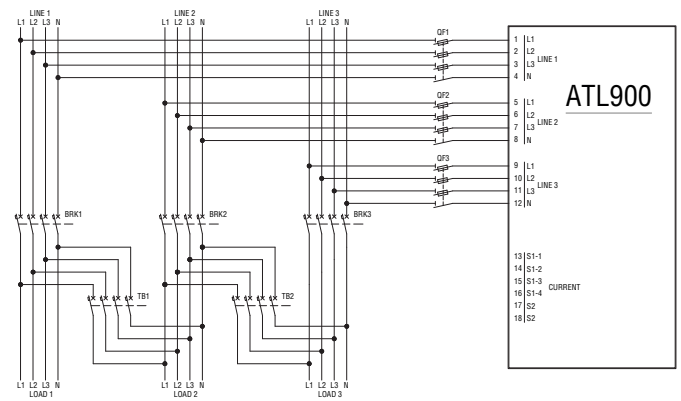 LINE 1 LINE 2 LINE 3
L1 L2 L3 N L1 L2 L3 N L1 L2 L3 N
QF1
1 L1
2 L2
3 L3 LINE 1
4 N
ATL900
QF2
5 L1
6 L2
7 L3 LINE 2
8 N
QF3
9 L1
10 L2
11 L3 LINE 3
12 N
BRK1 BRK2 BRK3
13 S1-1
14 S1-2
15 S1-3 CURRENT
16 S1-4
17 S2
18 S2
TB1 TB2
L1 L2 L3 N L1 L2 L3 N L1 L2 L3 N
LOAD 1 LOAD 2 LOAD 3